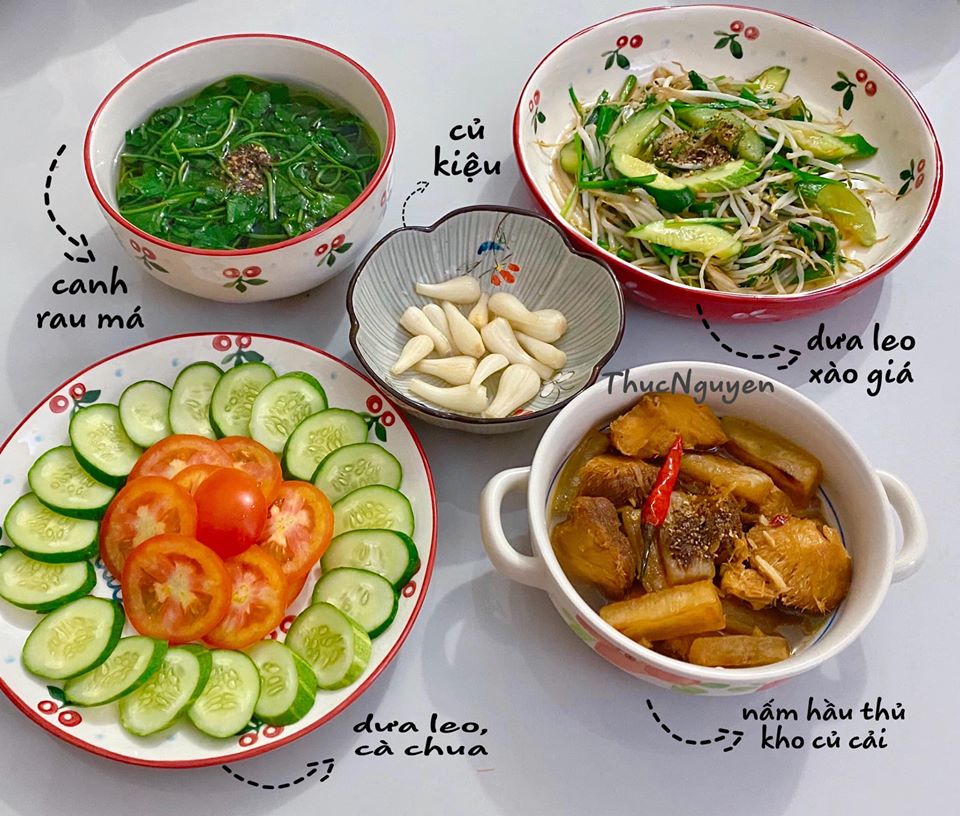 củ
kiệu
canh
rau má
dưa leo
xào giá
ThucNguyen
dưa leo,
cà chua
nấm hầu thủ
kho củ cải